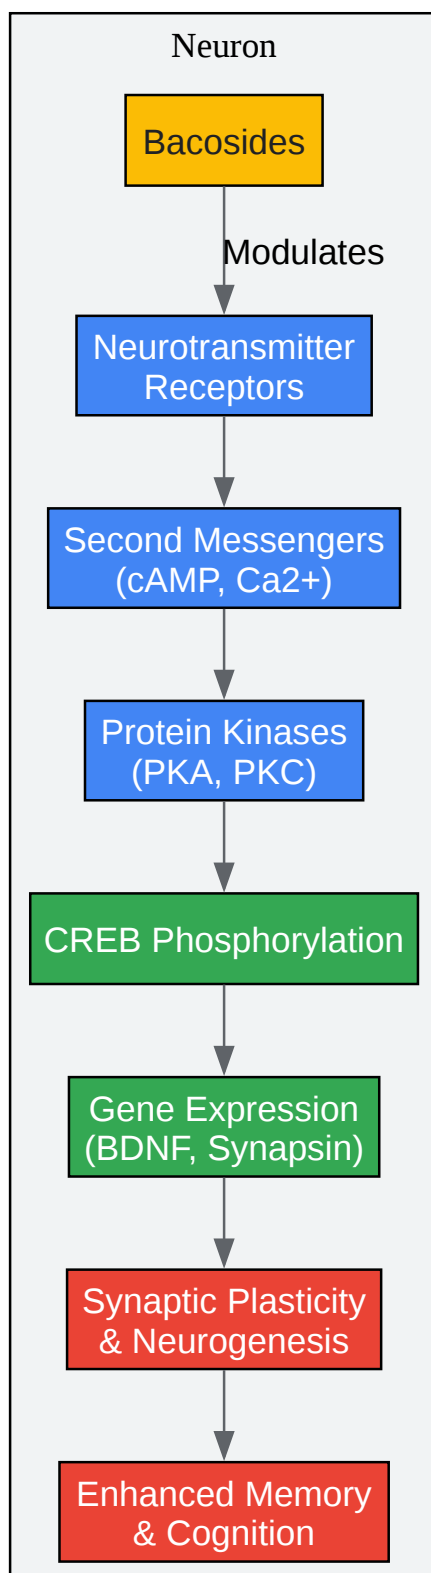 Neuron
Bacosides
Modulates
Neurotransmitter
Receptors
Second Messengers
(cAMP, Ca2+)
Protein Kinases
(PKA, PKC)
CREB Phosphorylation
Gene Expression
(BDNF, Synapsin)
Synaptic Plasticity
& Neurogenesis
Enhanced Memory
& Cognition